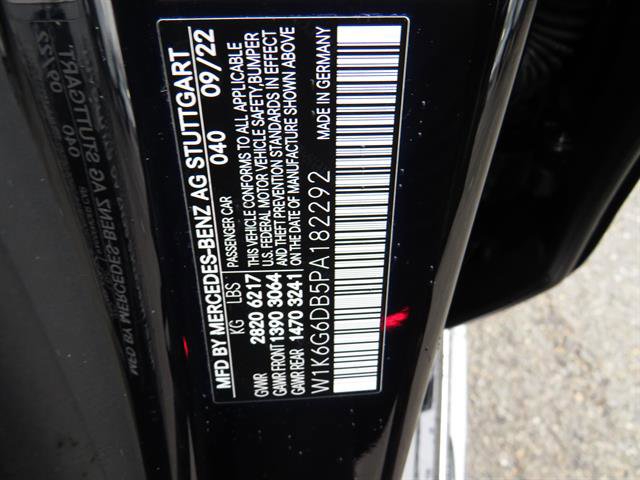 MFD BY MERCEDES-BENZ AG STUTTGART
040 09/22
KG LBS PASSENGER CAR
GVWR 2820 6217 THIS VEHICLE CONFORMS TO ALL APPLICABLE
GAWR FRONT 1390 3064 U.S. FEDERAL MOTOR VEHICLE SAFETY, BUMPER
GAWR REAR 1470 3241 AND THEFT PREVENTION STANDARDS IN EFFECT
ON THE DATE OF MANUFACTURE SHOWN ABOVE
W1K6G6DB5PA182292
MADE IN GERMANY